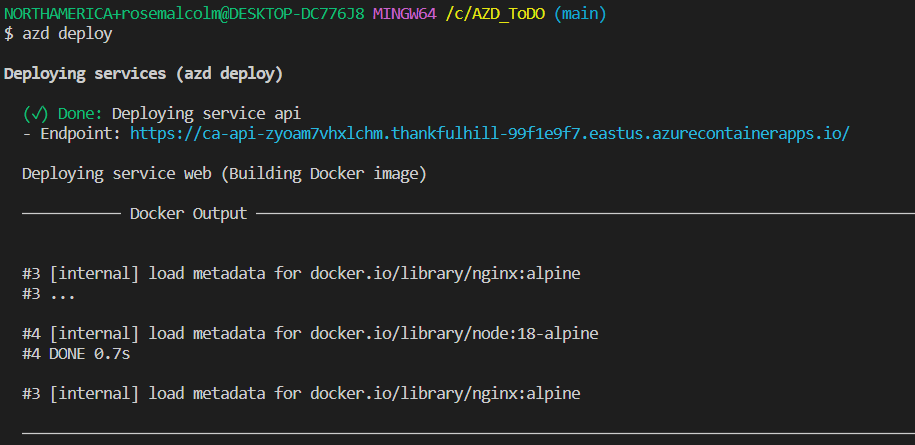 NORTHAMERICA+rosemalcolm@DESKTOP-DC776J8 MINGW64 /c/AZD_ToDO (main)
$ azd deploy
Deploying services (azd deploy)
(✓) Done: Deploying service api
- Endpoint: https://ca-api-zyoam7vhxlchm.thankfulhill-99f1e9f7.eastus.azurecontainerapps.io/
Deploying service web (Building Docker image)
Docker Output
#3 [internal] load metadata for docker.io/library/nginx:alpine
#3 ...
#4 [internal] load metadata for docker.io/library/node:18-alpine
#4 DONE 0.7s
#3 [internal] load metadata for docker.io/library/nginx:alpine